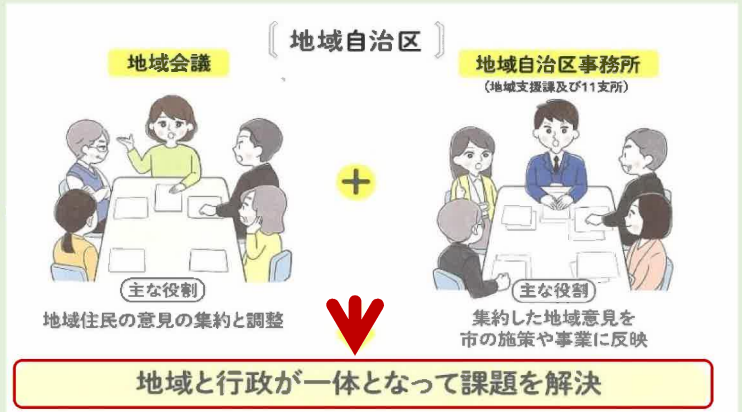 地域自治区
地域会議
地域自治区事務所
(地域支援課及び11支所)
+
主な役割
地域住民の意見の集約と調整
主な役割
集約した地域意見を
市の施策や事業に反映
地域と行政が一体となって課題を解決